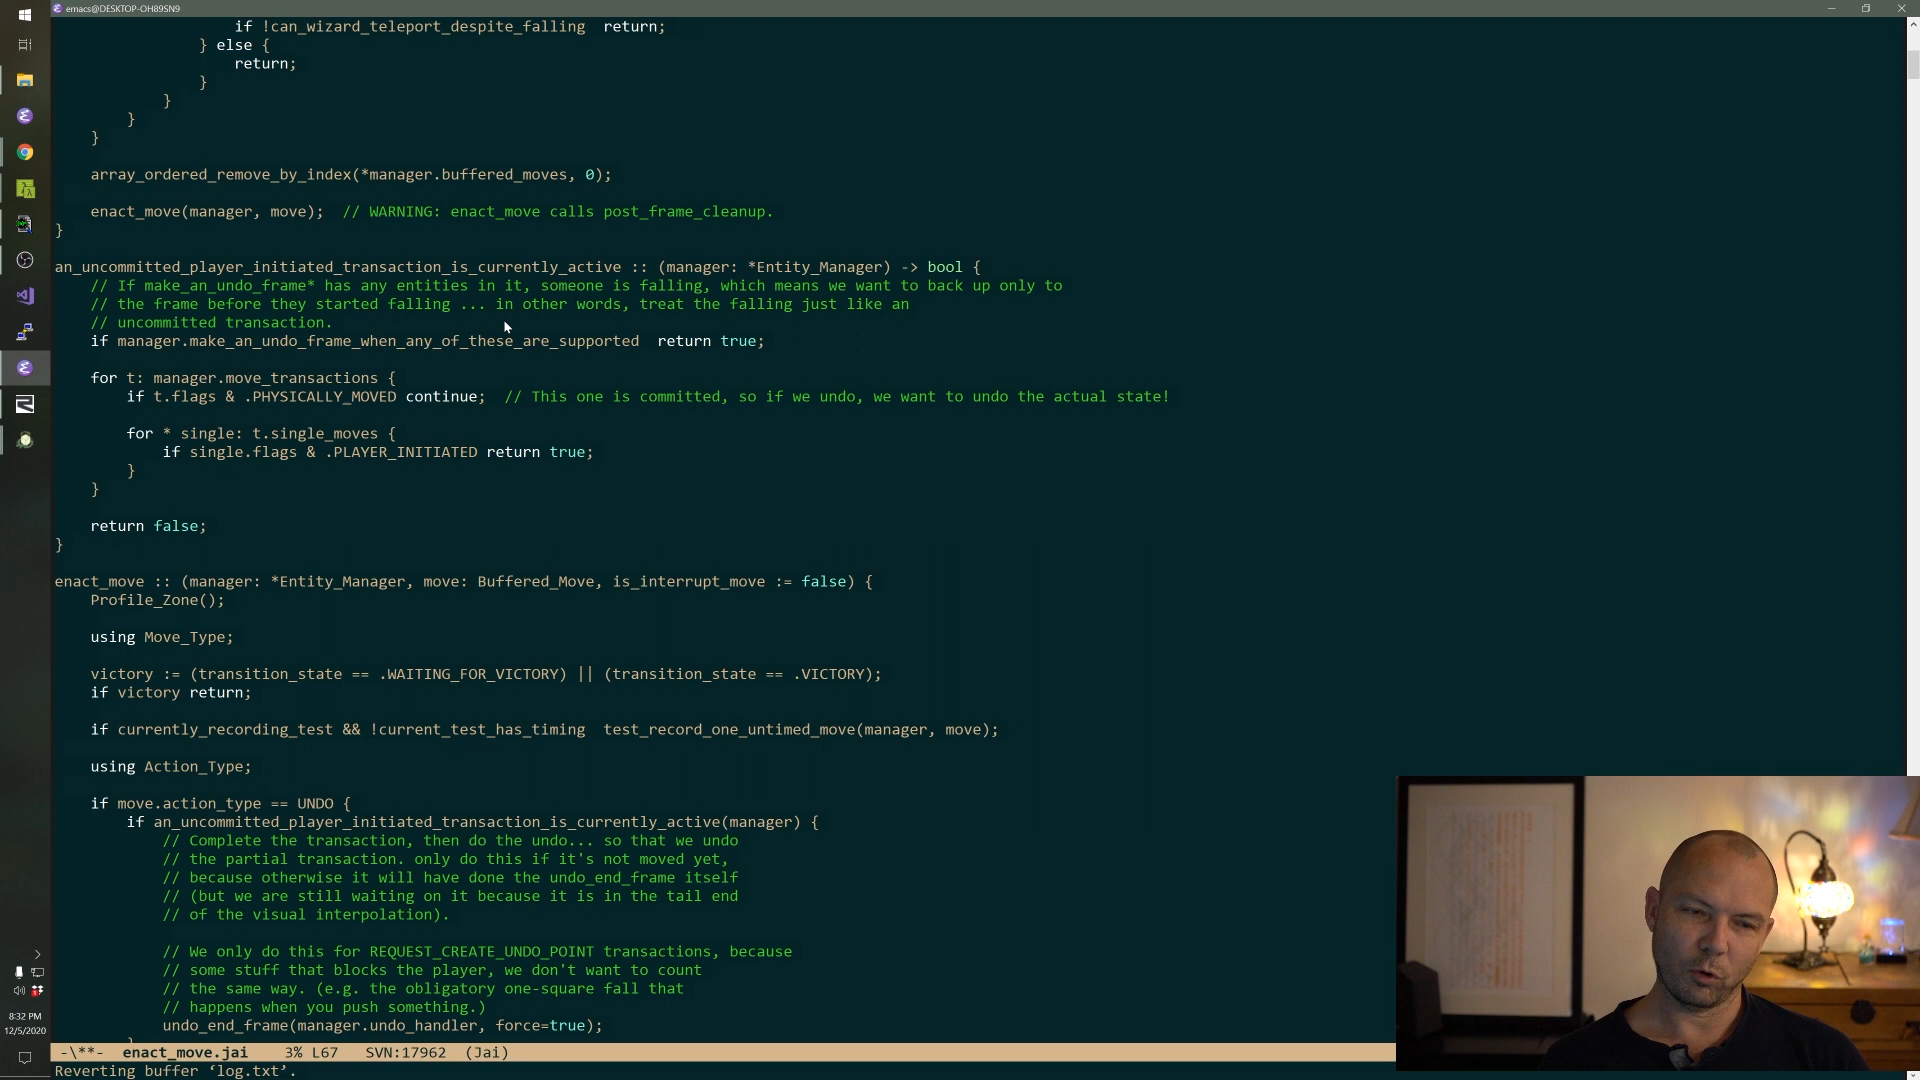 emacs@DESKTOP-OH89SN9
if !can_wizard_teleport_despite_falling  return;
} else {
return;
}
}
}
}
array_ordered_remove_by_index(*manager.buffered_moves, 0);
enact_move(manager, move);  // WARNING: enact_move calls post_frame_cleanup.
}
an_uncommitted_player_initiated_transaction_is_currently_active :: (manager: *Entity_Manager) -> bool {
// If make_an_undo_frame* has any entities in it, someone is falling, which means we want to back up only to
// the frame before they started falling ... in other words, treat the falling just like an
// uncommitted transaction.
if manager.make_an_undo_frame_when_any_of_these_are_supported  return true;
for t: manager.move_transactions {
if t.flags & .PHYSICALLY_MOVED continue;  // This one is committed, so if we undo, we want to undo the actual state!
for * single: t.single_moves {
if single.flags & .PLAYER_INITIATED return true;
}
}
return false;
}
enact_move :: (manager: *Entity_Manager, move: Buffered_Move, is_interrupt_move := false) {
Profile_Zone();
using Move_Type;
victory := (transition_state == .WAITING_FOR_VICTORY) || (transition_state == .VICTORY);
if victory return;
if currently_recording_test && !current_test_has_timing  test_record_one_untimed_move(manager, move);
using Action_Type;
if move.action_type == UNDO {
if an_uncommitted_player_initiated_transaction_is_currently_active(manager) {
// Complete the transaction, then do the undo... so that we undo
// the partial transaction. only do this if it's not moved yet,
// because otherwise it will have done the undo_end_frame itself
// (but we are still waiting on it because it is in the tail end
// of the visual interpolation).
// We only do this for REQUEST_CREATE_UNDO_POINT transactions, because
// some stuff that blocks the player, we don't want to count
// the same way. (e.g. the obligatory one-square fall that
// happens when you push something.)
undo_end_frame(manager.undo_handler, force=true);
-\**-  enact_move.jai    3% L67   SVN:17962  (Jai)
Reverting buffer ‘log.txt’.
8:32 PM
12/5/2020